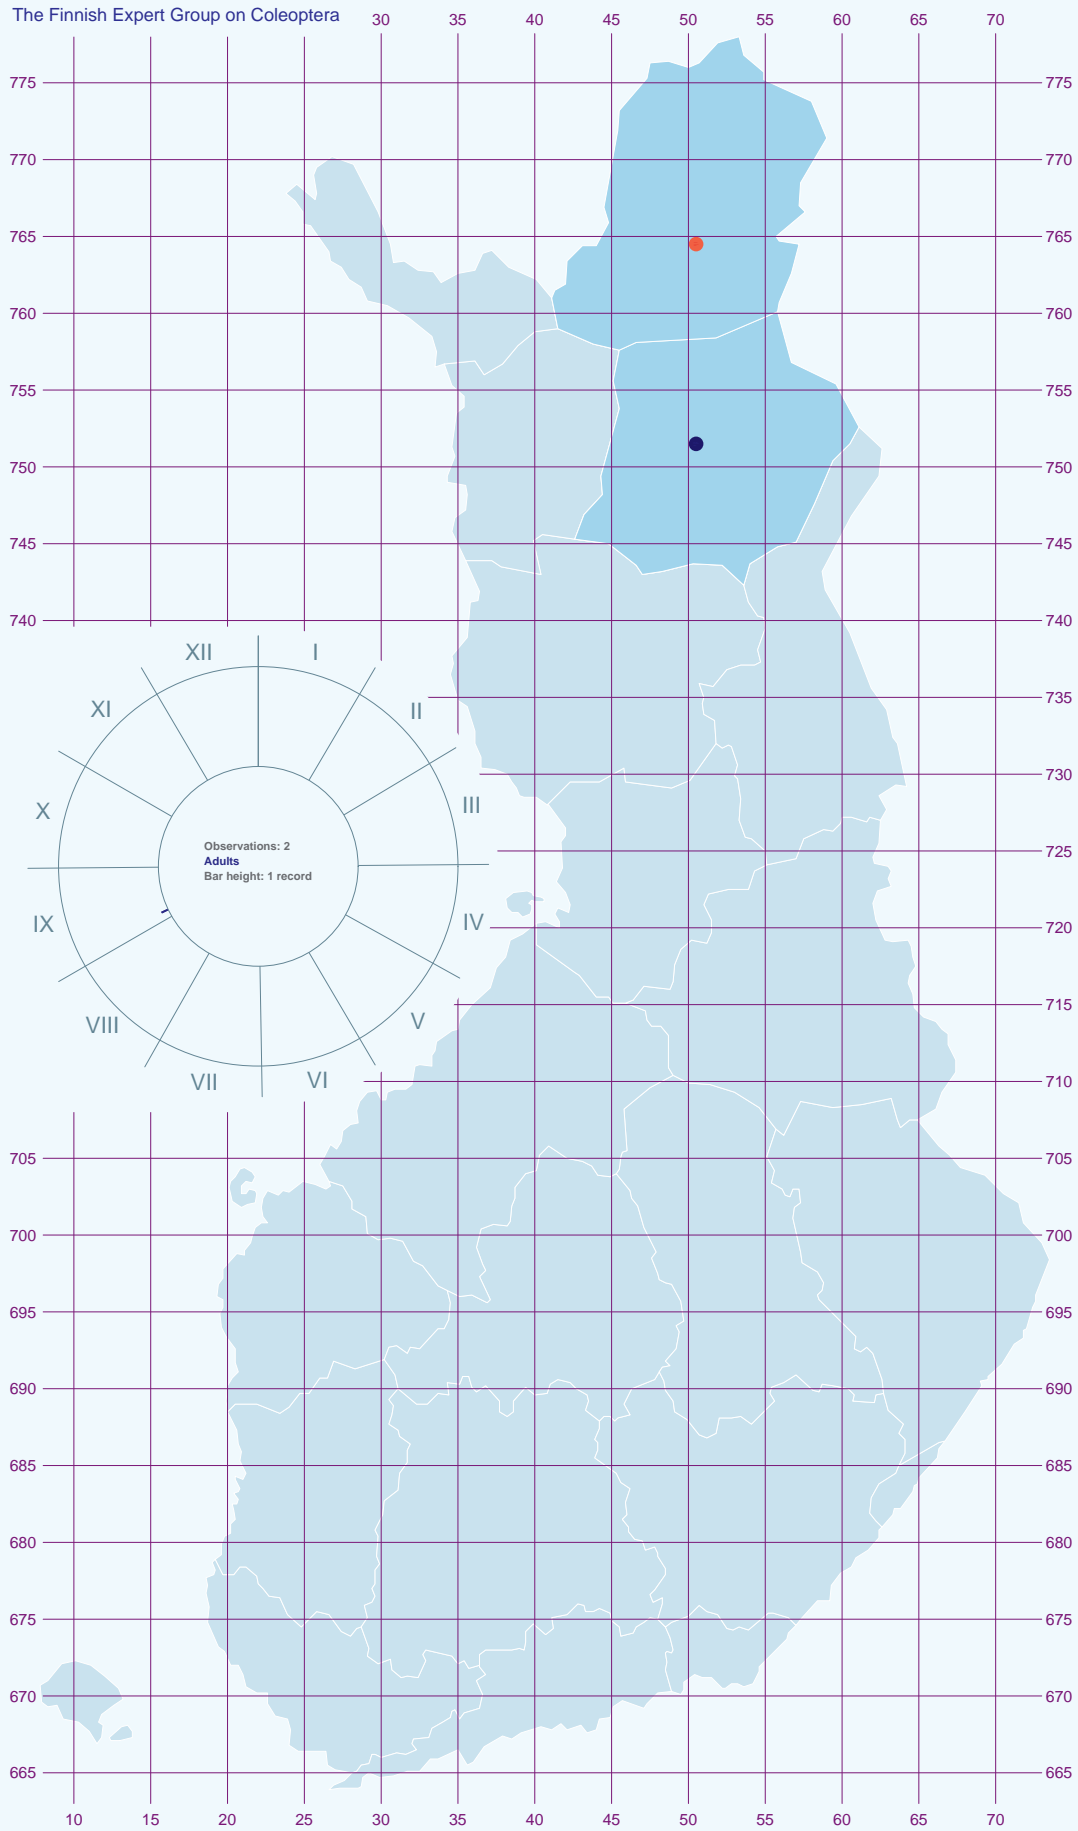 The Finnish Expert Group on Coleoptera 30 35 40 45 50 55 60 65 70
775 775
770 770
765 765
760 760
755 755
750 750
745 745
740 740
XII I
XI II
735
730
X III
Observations: 2
Adults
Bar height: 1 record
725
IX IV 720
VIII V
715
VII VI 710
705 705
700 700
695 695
690 690
685 685
680 680
675 675
670 670
665 665
10 15 20 25 30 35 40 45 50 55 60 65 70